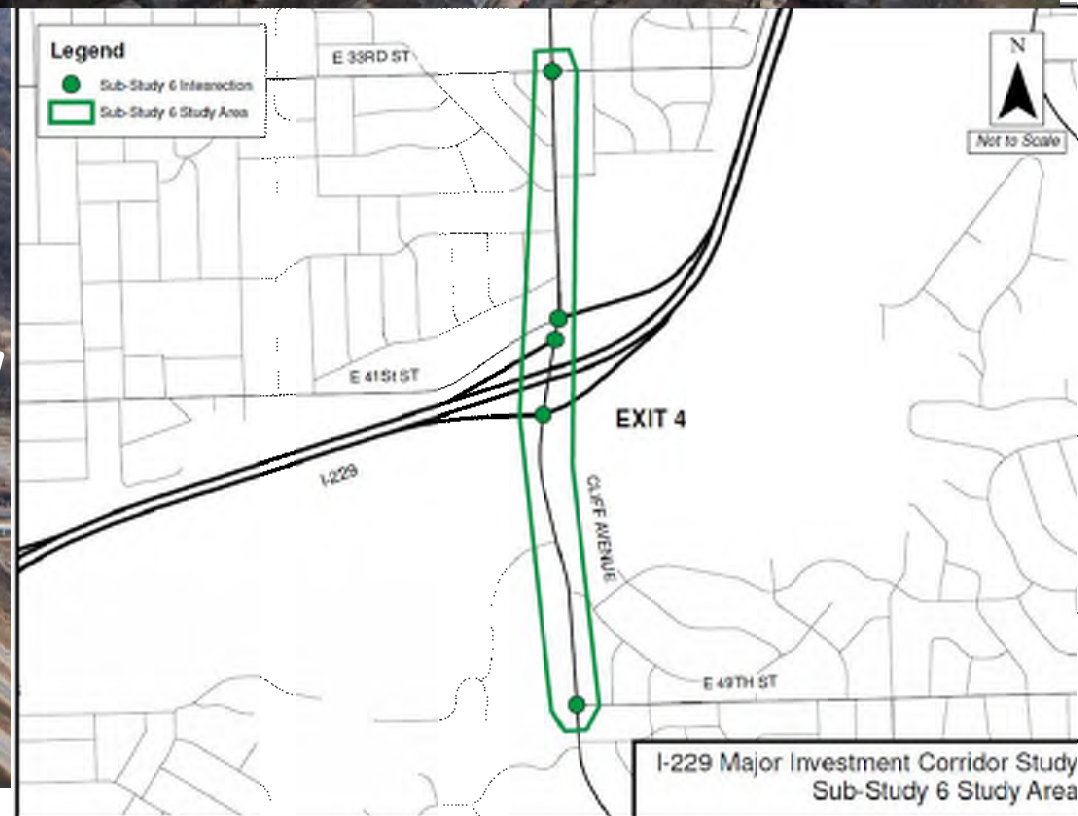 Legend
Sub-Study 6 Intesrection
Sub-Study 6 Study Area
E 33RD ST
N
Not to Scale
E 41St ST
EXIT 4
I-229
CLIFF AVENUE
E 49TH ST
I-229 Major Investment Corridor Study
Sub-Study 6 Study Area